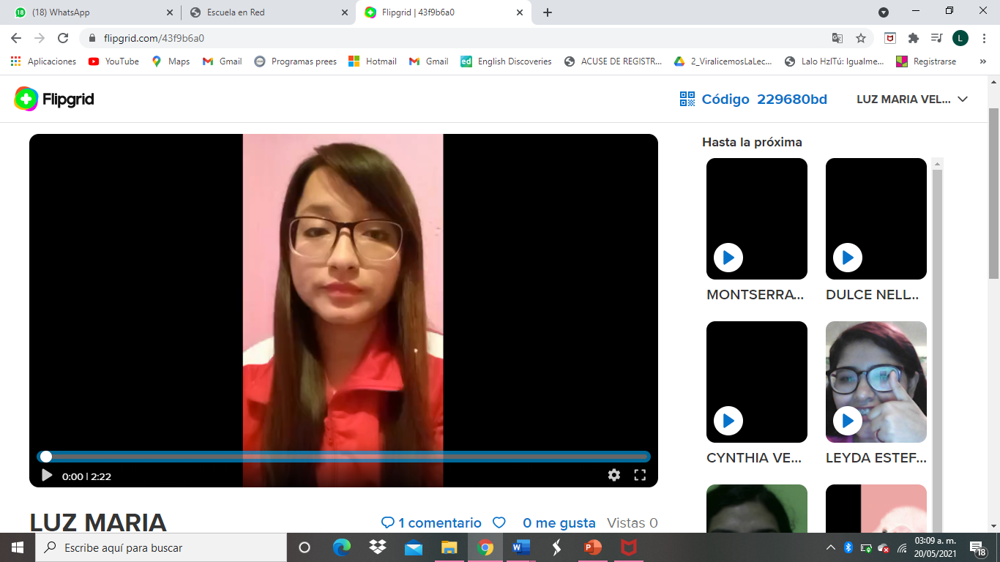 (18) WhatsApp
Escuela en Red
Flipgrid | 43f9b6a0
flipgrid.com/43f9b6a0
L
Aplicaciones
YouTube
Maps
Gmail
Programas prees
Hotmail
Gmail
English Discoveries
ACUSE DE REGISTR...
2_ViralicemosLaLec...
Lalo HzlTú: Igualme...
Registrarse
Flipgrid
Código 229680bd
LUZ MARIA VEL...
0:00 | 2:22
LUZ MARIA
1 comentario
0 me gusta
Vistas 0
Hasta la próxima
MONTSERRA...
DULCE NELL...
CYNTHIA VE...
LEYDA ESTEF...
Escribe aquí para buscar
03:09 a. m.
20/05/2021
18